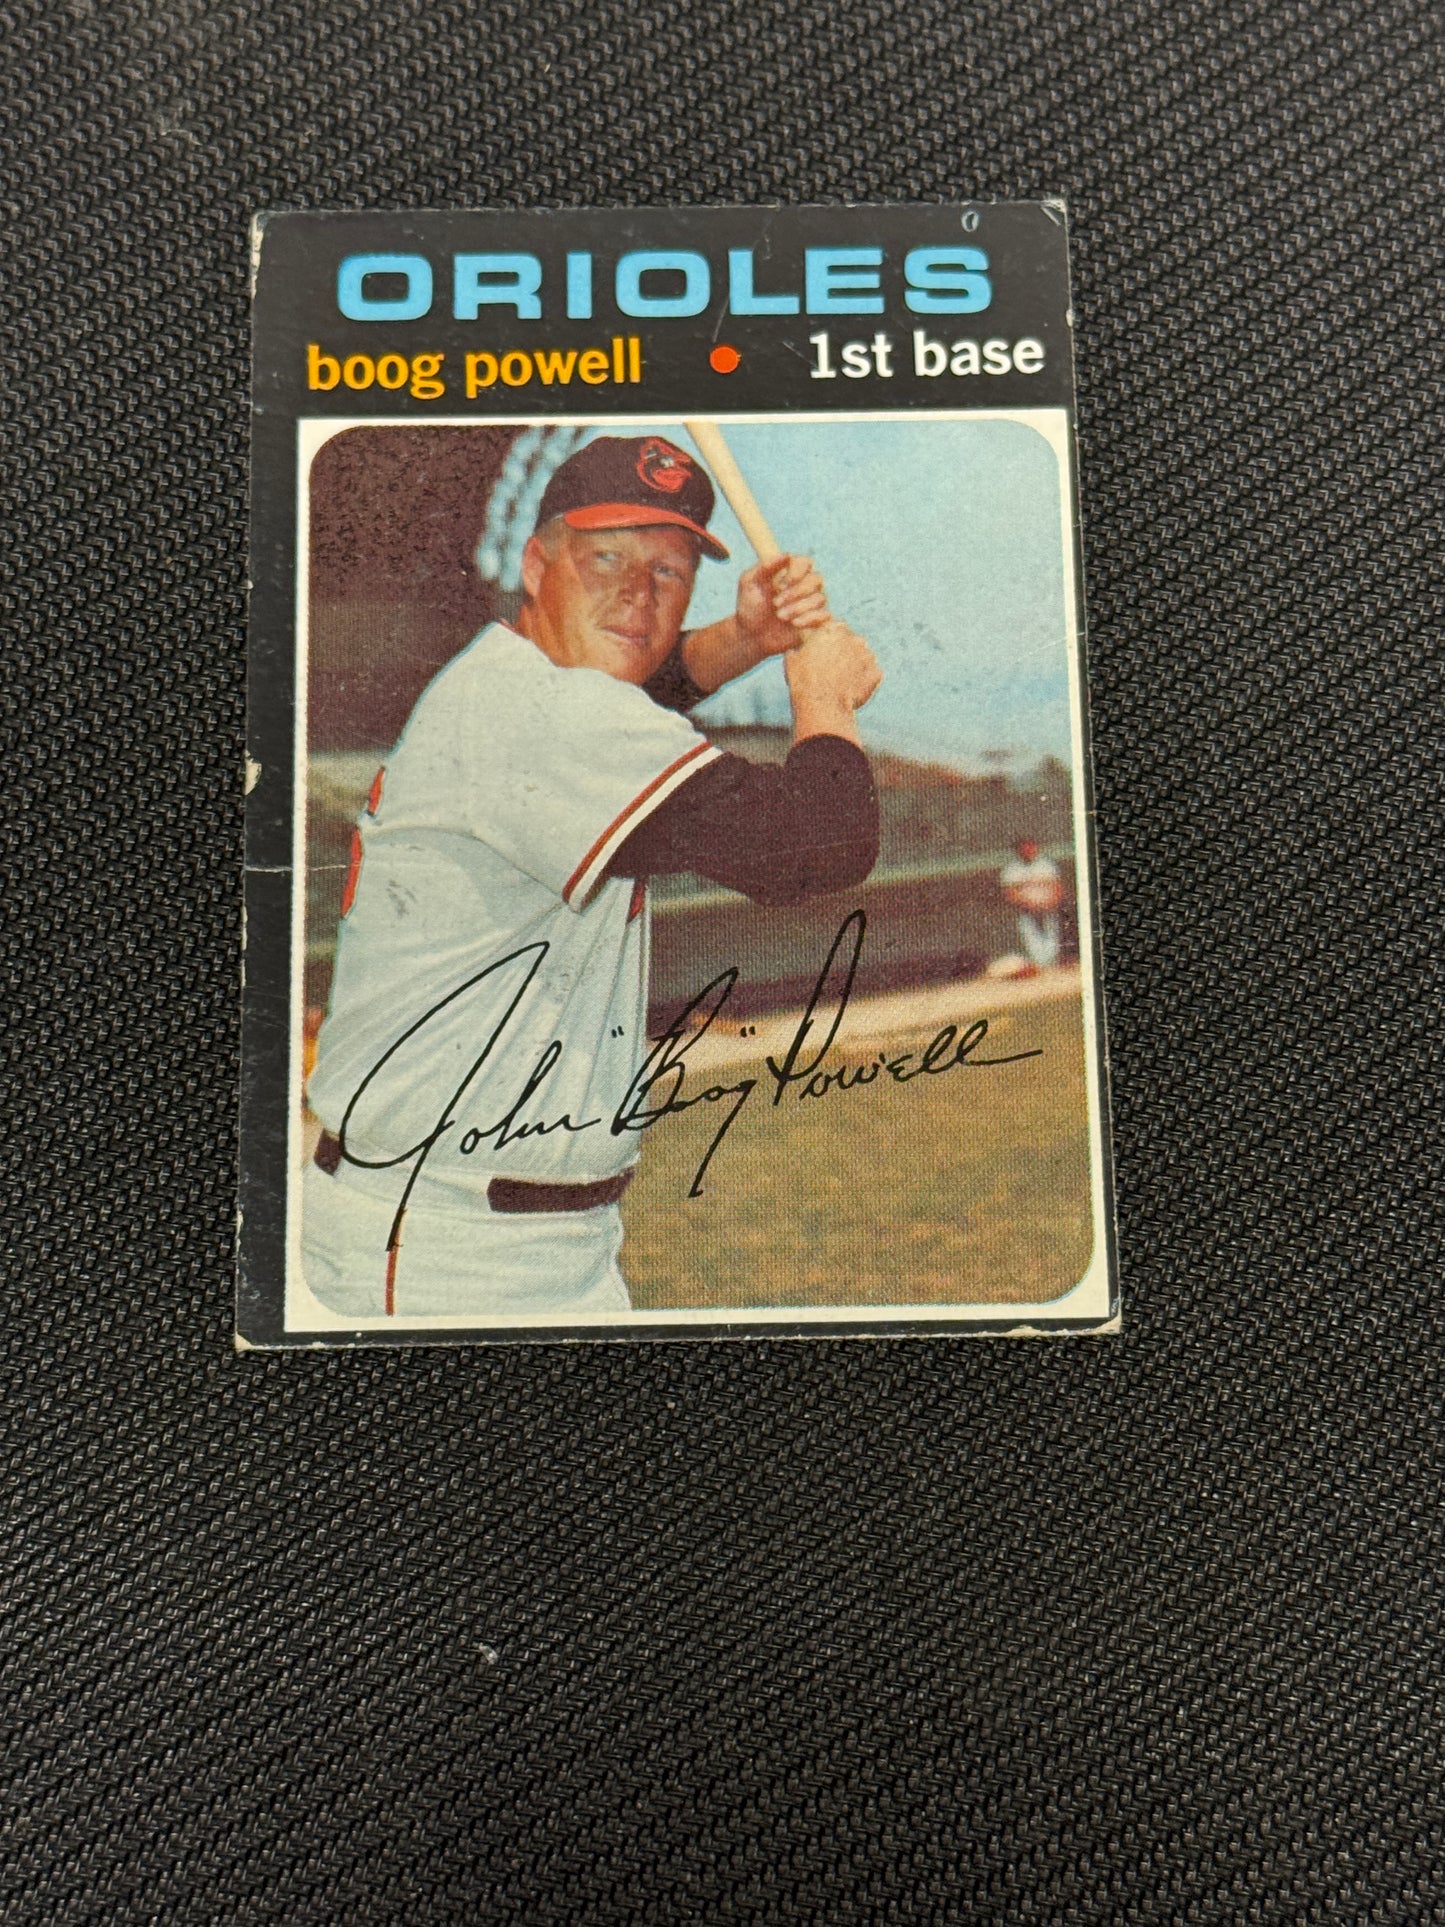 ORIOLES
boog powell • 1st base
John "Boog" Powell